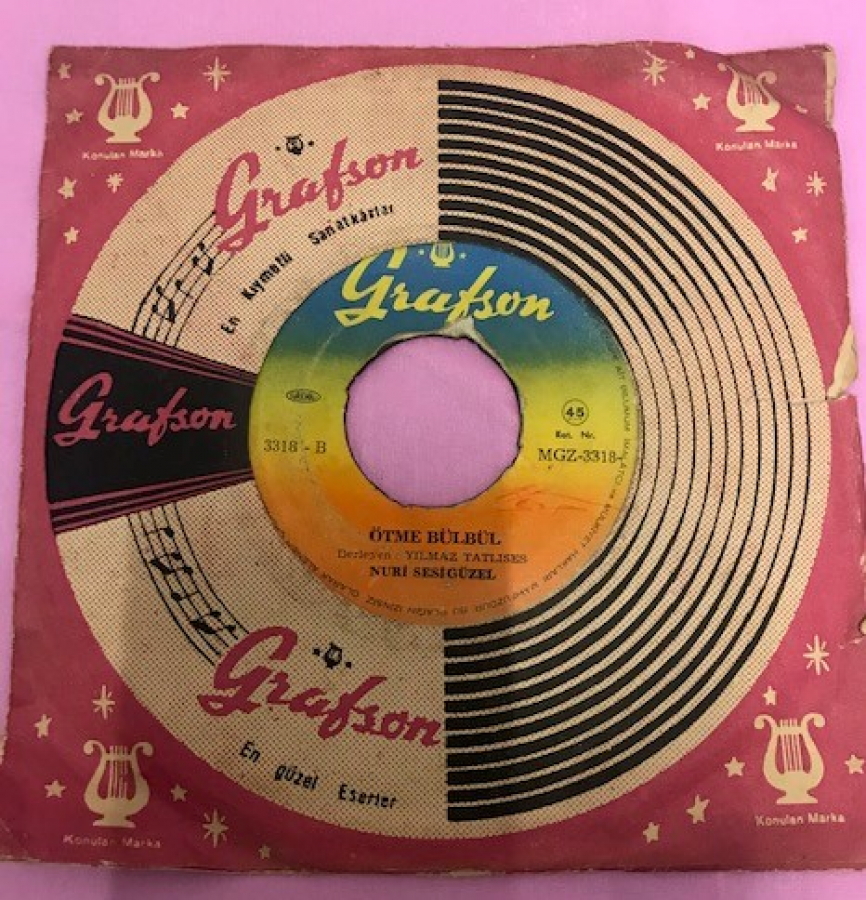 Konulan Marka
Konulan Marka
Grafson
En Kıymetli Sanatkârlar
Grafson
Grafson
3318 - B
45
Kat. Nr.
MGZ-3318-
ÖTME BÜLBÜL
Derleyen : YILMAZ TATLISES
NURİ SESİGÜZEL
Grafson
En güzel Eserler
Konulan Marka
Konulan Marka